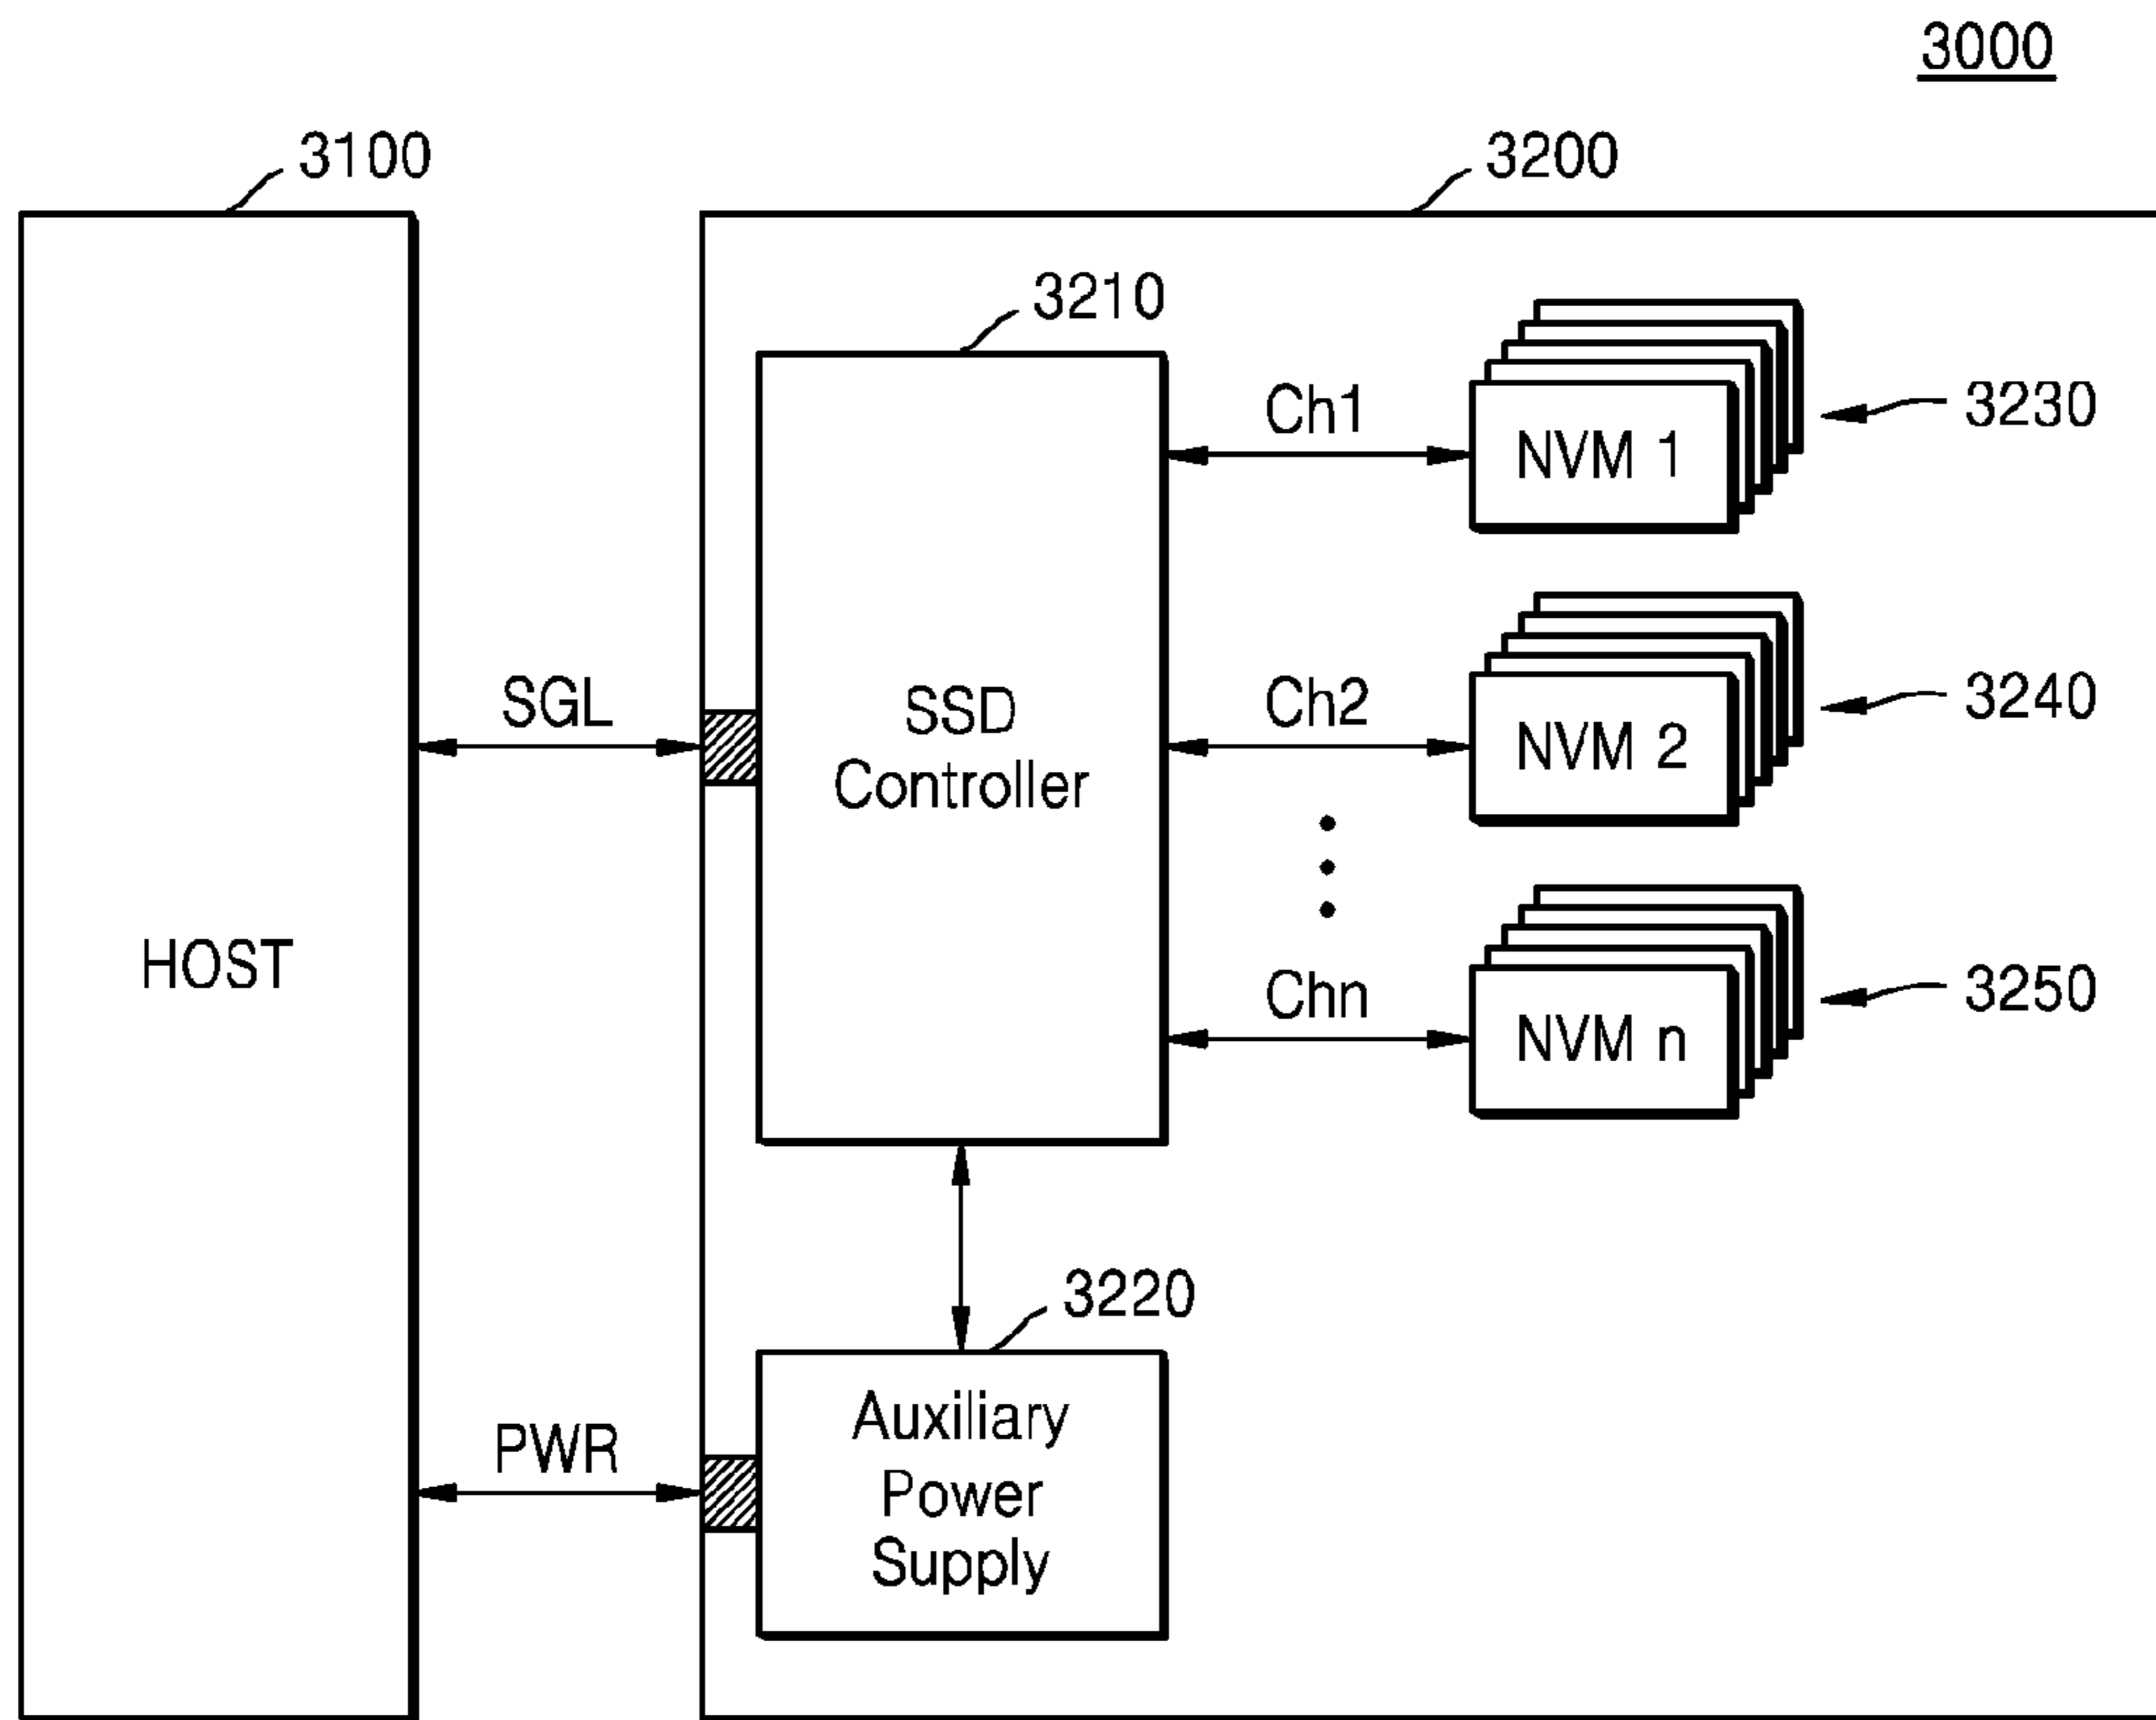 3000
3100
3200
3210
Ch1
NVM 1
3230
SGL
SSD
Controller
Ch2
NVM 2
3240
HOST
Chn
NVM n
3250
3220
PWR
Auxiliary
Power
Supply